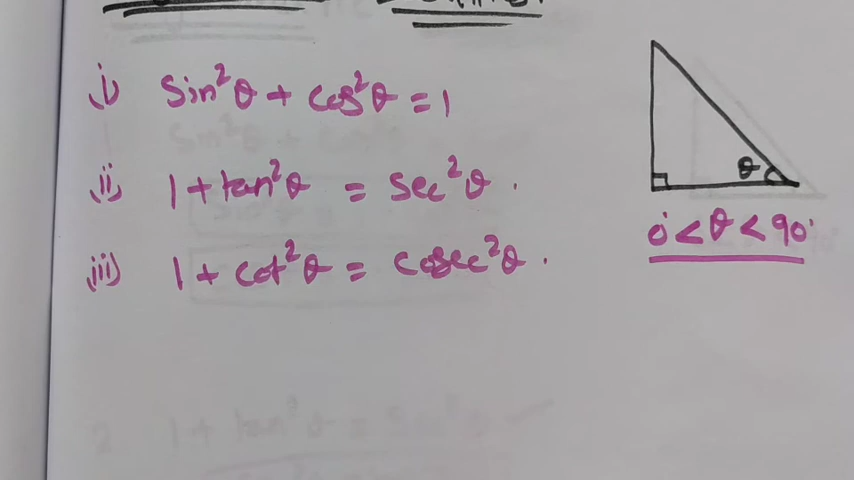 i) Sin²θ + cos²θ = 1
ii) 1 + tan²θ = Sec²θ.
iii) 1 + cot²θ = cosec²θ.
θ
0° < θ < 90°